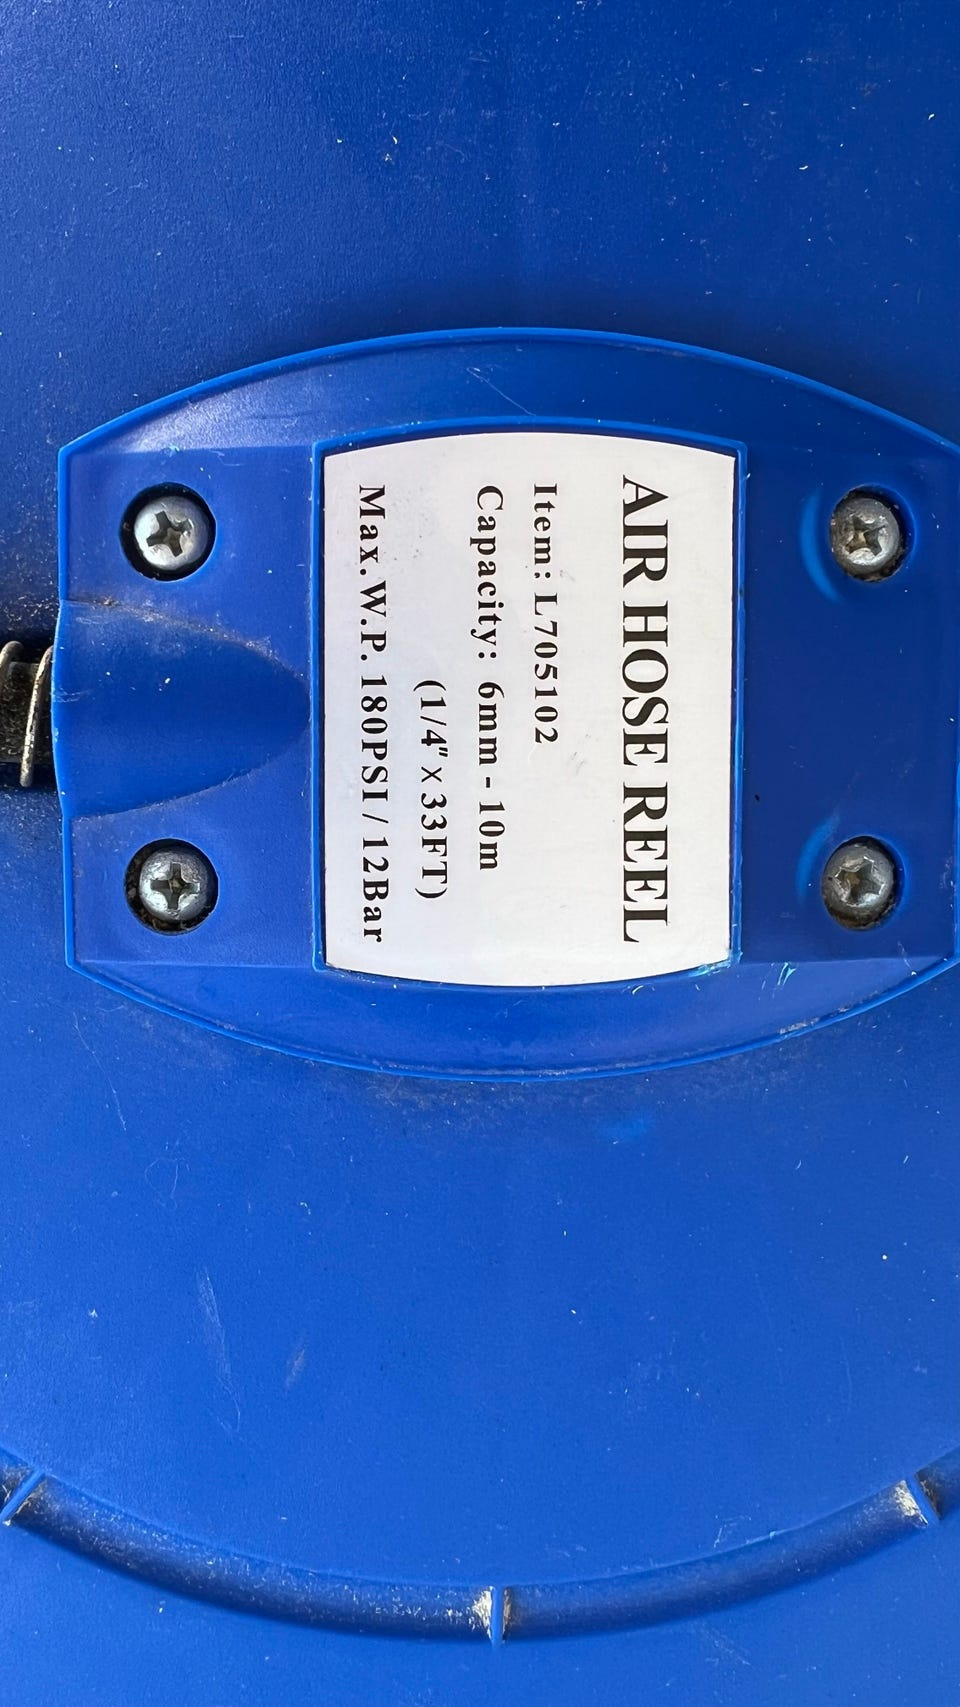 AIR HOSE REEL
Item: L705102
Capacity: 6mm - 10m
(1/4" x 33FT)
Max. W.P. 180PSI / 12Bar